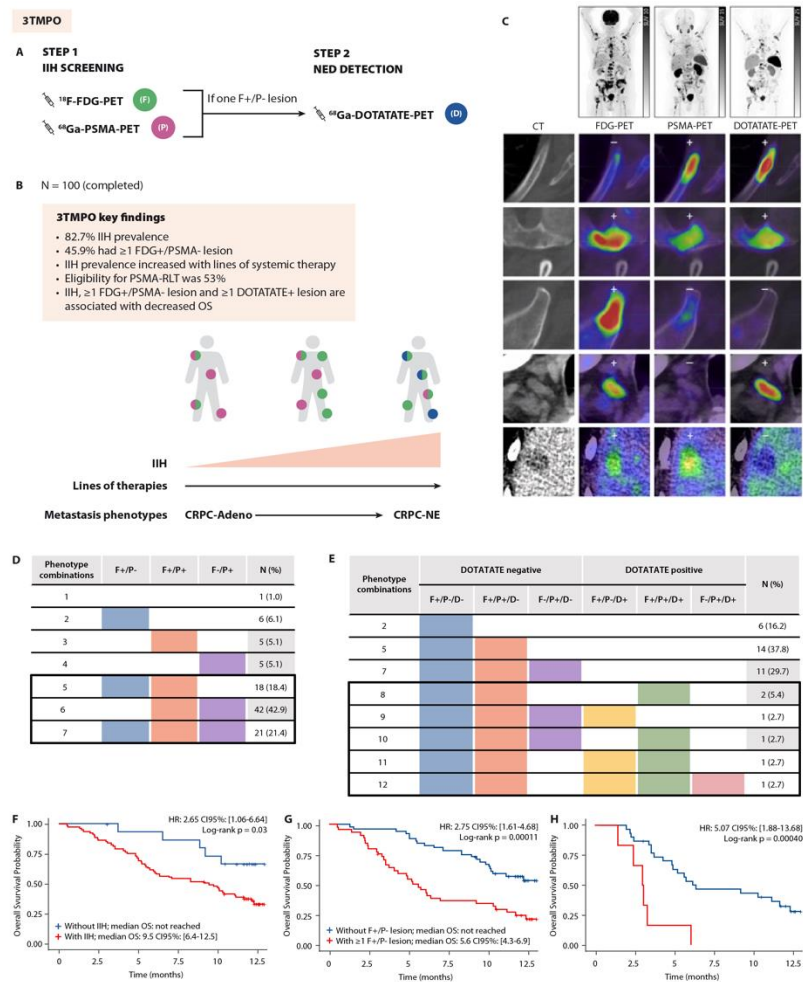 3TMPO
A
STEP 1
IIH SCREENING
STEP 2
NED DETECTION
¹⁸F-FDG-PET (F)
⁶⁸Ga-PSMA-PET (P)
If one F+/P- lesion
⁶⁸Ga-DOTATATE-PET (D)
B N = 100 (completed)
3TMPO key findings
• 82.7% IIH prevalence
• 45.9% had ≥1 FDG+/PSMA- lesion
• IIH prevalence increased with lines of systemic therapy
• Eligibility for PSMA-RLT was 53%
• IIH, ≥1 FDG+/PSMA- lesion and ≥1 DOTATATE+ lesion are
associated with decreased OS
IIH
Lines of therapies
Metastasis phenotypes CRPC-Adeno CRPC-NE
C
CT FDG-PET PSMA-PET DOTATATE-PET
− + +
+ + +
+ − −
+ − +
+ + −
D
Phenotype combinations F+/P- F+/P+ F-/P+ N (%)
1 1 (1.0)
2 6 (6.1)
3 5 (5.1)
4 5 (5.1)
5 18 (18.4)
6 42 (42.9)
7 21 (21.4)
E
Phenotype combinations DOTATATE negative DOTATATE positive N (%)
F+/P-/D- F+/P+/D- F-/P+/D- F+/P-/D+ F+/P+/D+ F-/P+/D+
2 6 (16.2)
5 14 (37.8)
7 11 (29.7)
8 2 (5.4)
9 1 (2.7)
10 1 (2.7)
11 1 (2.7)
12 1 (2.7)
F
HR: 2.65 CI95%: [1.06-6.64]
Log-rank p = 0.03
Overall Svurvival Probability
1.00
0.75
0.50
0.25
0.00
Without IIH; median OS: not reached
With IIH; median OS: 9.5 CI95%: [6.4-12.5]
0 2.5 5 7.5 10 12.5
Time (months)
G
HR: 2.75 CI95%: [1.61-4.68]
Log-rank p = 0.00011
Overall Svurvival Probability
1.00
0.75
0.50
0.25
0.00
Without F+/P- lesion; median OS: not reached
With ≥1 F+/P- lesion; median OS: 5.6 CI95%: [4.3-6.9]
0 2.5 5 7.5 10 12.5
Time (months)
H
HR: 5.07 CI95%: [1.88-13.68]
Log-rank p = 0.00040
Overall Svurvival Probability
1.00
0.75
0.50
0.25
0.00
0 2.5 5 7.5 10 12.5
Time (months)